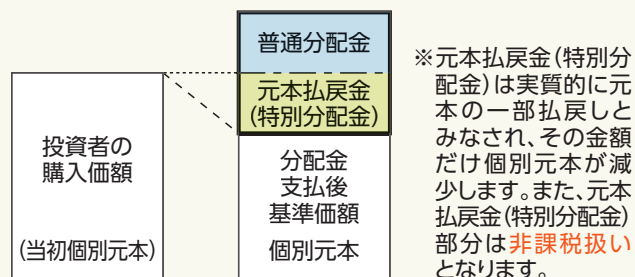 投資者の
購入価額
(当初個別元本)
普通分配金
元本払戻金
(特別分配金)
分配金
支払後
基準価額
個別元本
※元本払戻金(特別分
配金)は実質的に元
本の一部払戻しと
みなされ、その金額
だけ個別元本が減
少します。また、元本
払戻金(特別分配金)
部分は非課税扱い
となります。